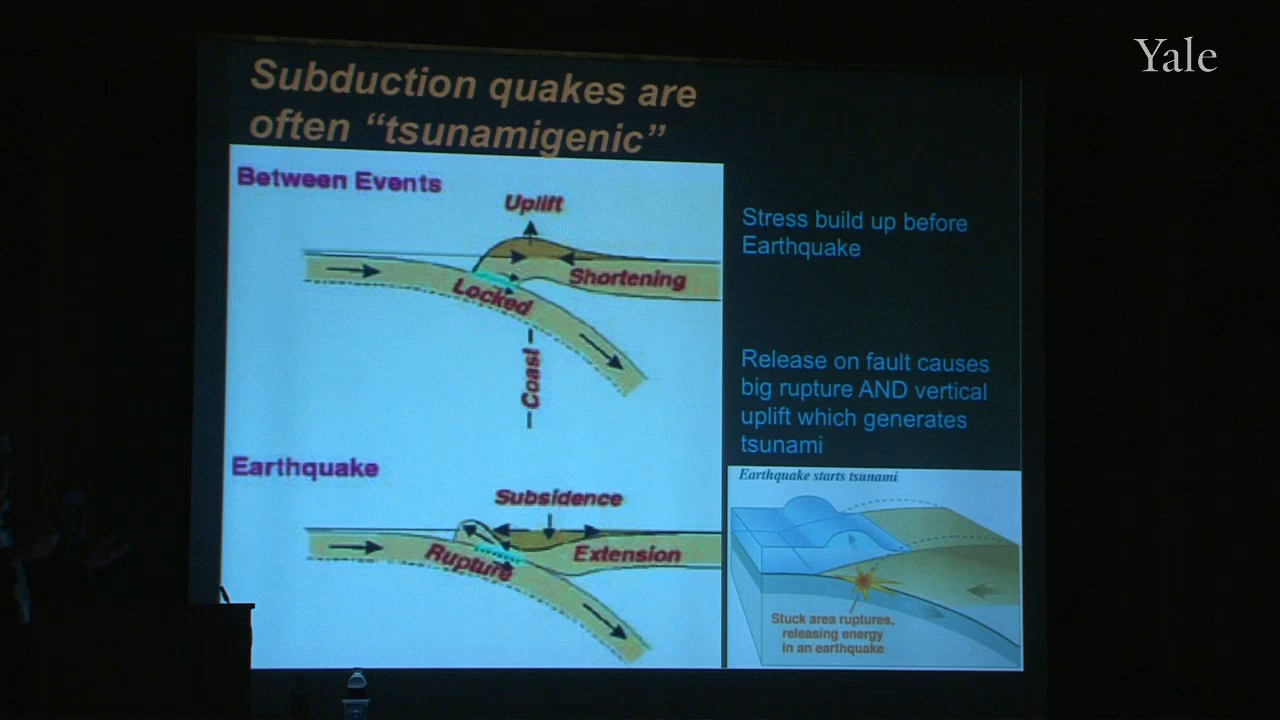 Yale
Subduction quakes are
often “tsunamigenic”
Between Events
Uplift
Shortening
Locked
Coast
Stress build up before
Earthquake
Release on fault causes
big rupture AND vertical
uplift which generates
tsunami
Earthquake
Subsidence
Extension
Rupture
Earthquake starts tsunami
Stuck area ruptures,
releasing energy
in an earthquake